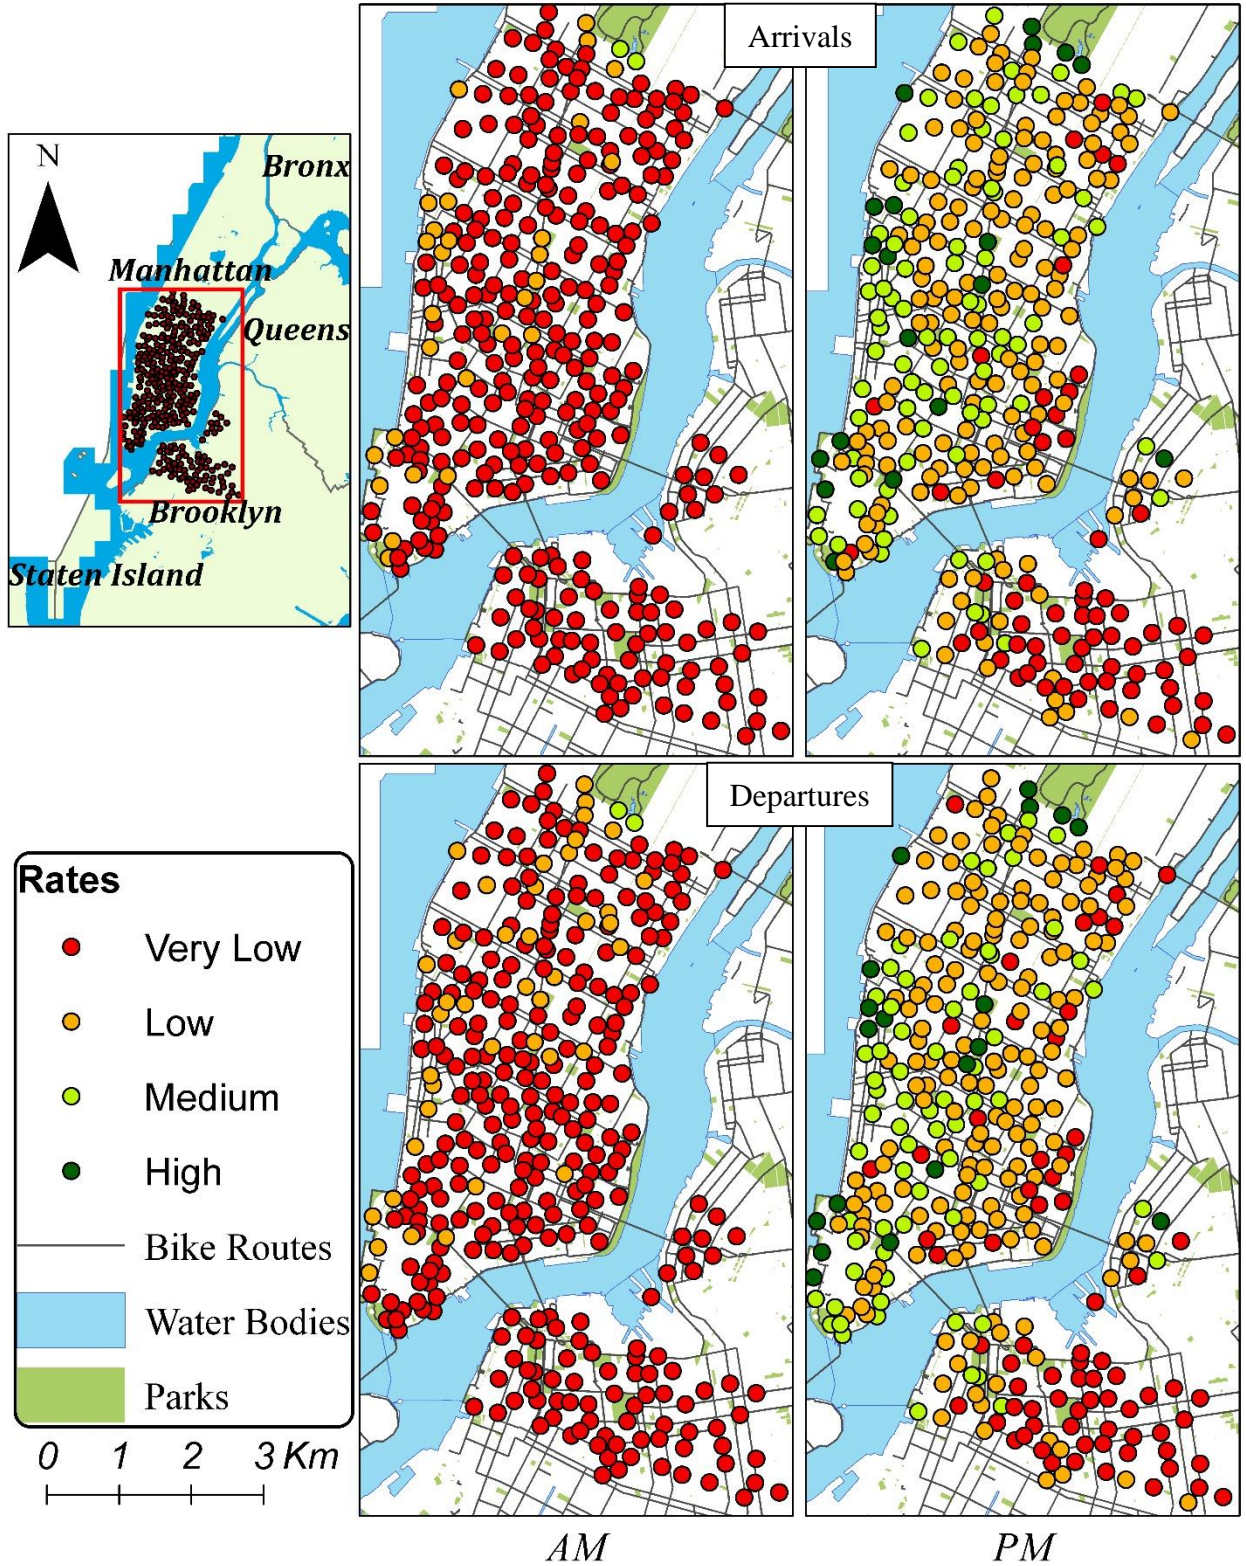 Arrivals
N
Bronx
Manhattan
Queens
Brooklyn
Staten Island
Departures
Rates
Very Low
Low
Medium
High
Bike Routes
Water Bodies
Parks
0 1 2 3 Km
AM PM